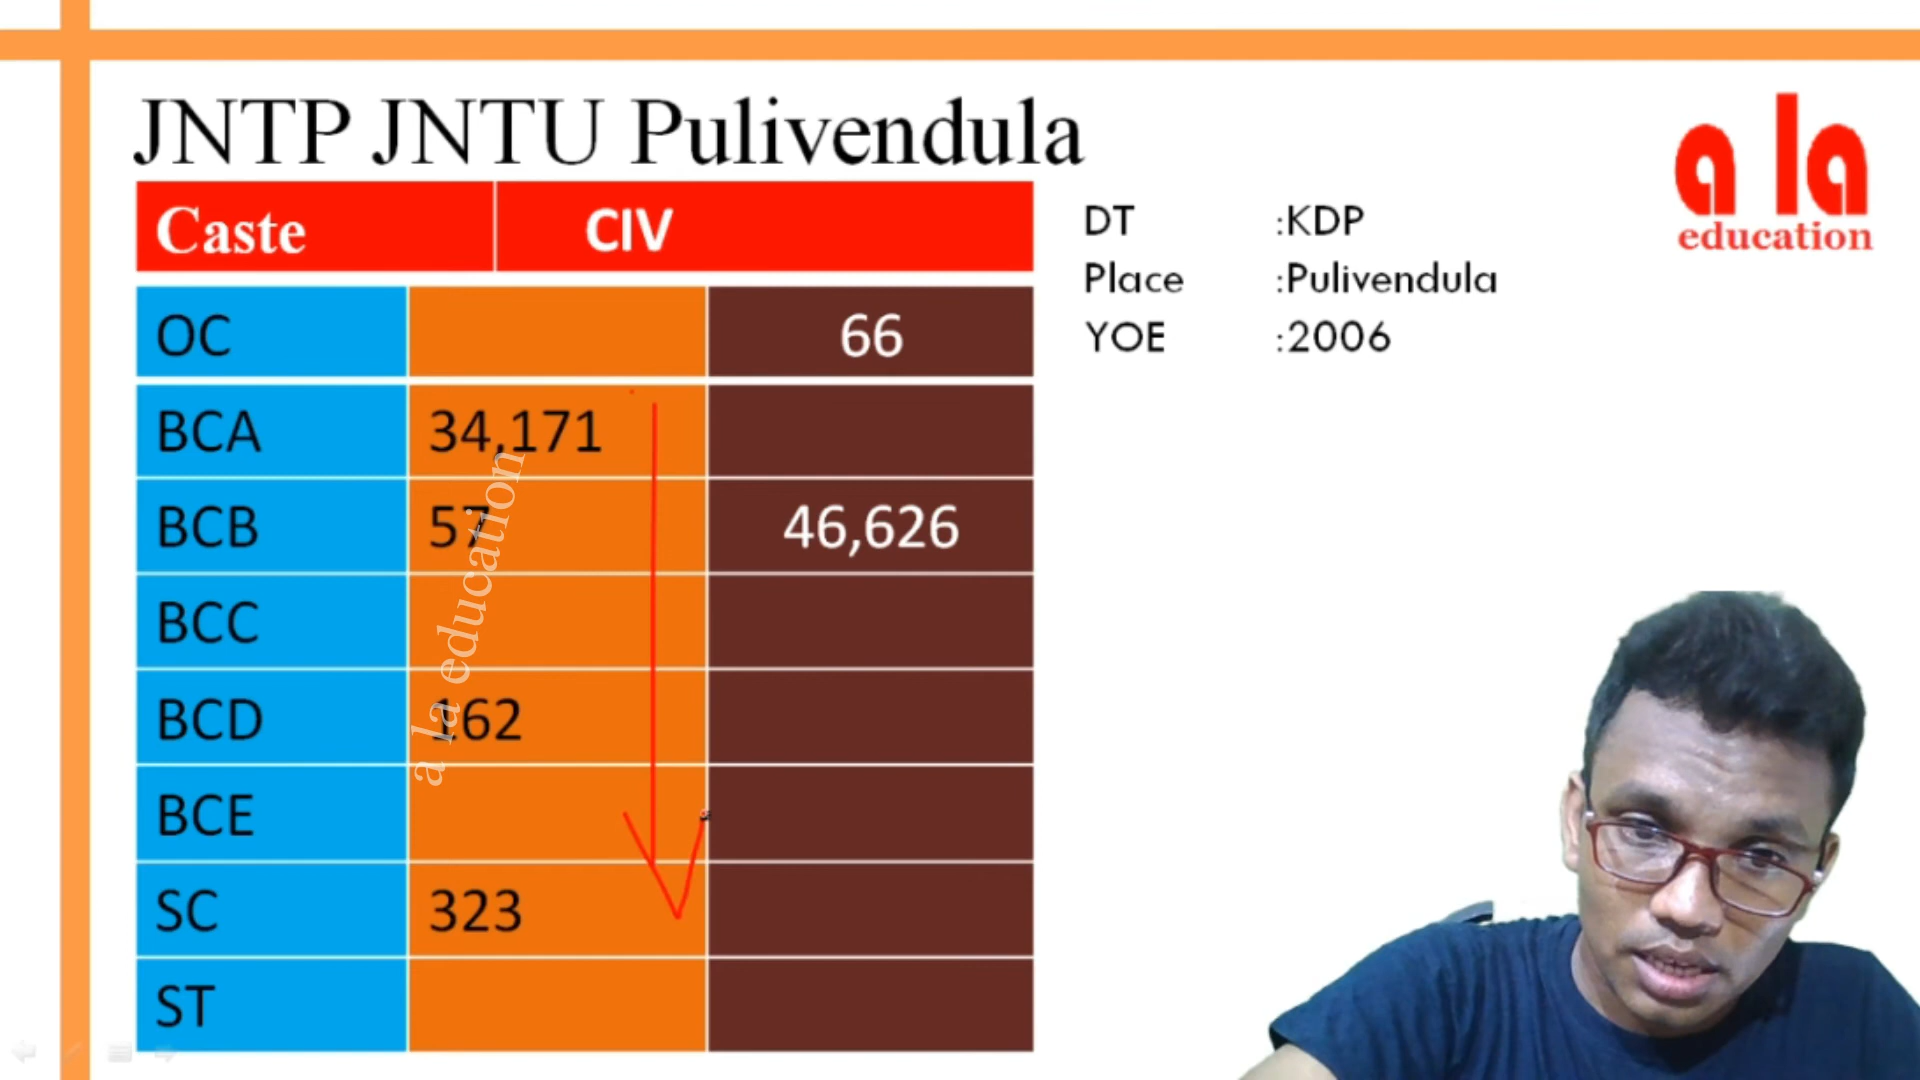 JNTP JNTU Pulivendula
a la
education
Caste CIV
DT :KDP
Place :Pulivendula
YOE :2006
OC 66
BCA 34,171
BCB 57 46,626
BCC
BCD 162
BCE
SC 323
ST
a la education